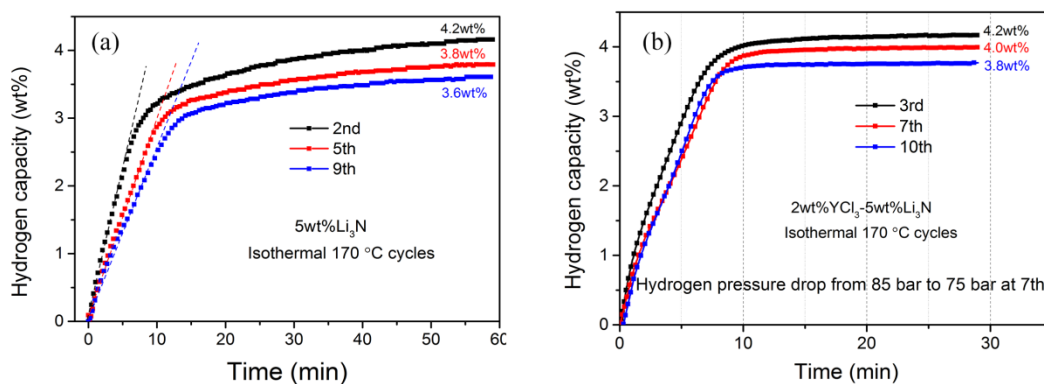 (a)
4.2wt%
3.8wt%
3.6wt%
2nd
5th
9th
5wt%Li₃N
Isothermal 170 °C cycles
Hydrogen capacity (wt%)
0
1
2
3
4
0 10 20 30 40 50 60
Time (min)
(b)
4.2wt%
4.0wt%
3.8wt%
3rd
7th
10th
2wt%YCl₃-5wt%Li₃N
Isothermal 170 °C cycles
Hydrogen pressure drop from 85 bar to 75 bar at 7th
Hydrogen capacity (wt%)
0
1
2
3
4
0 10 20 30
Time (min)